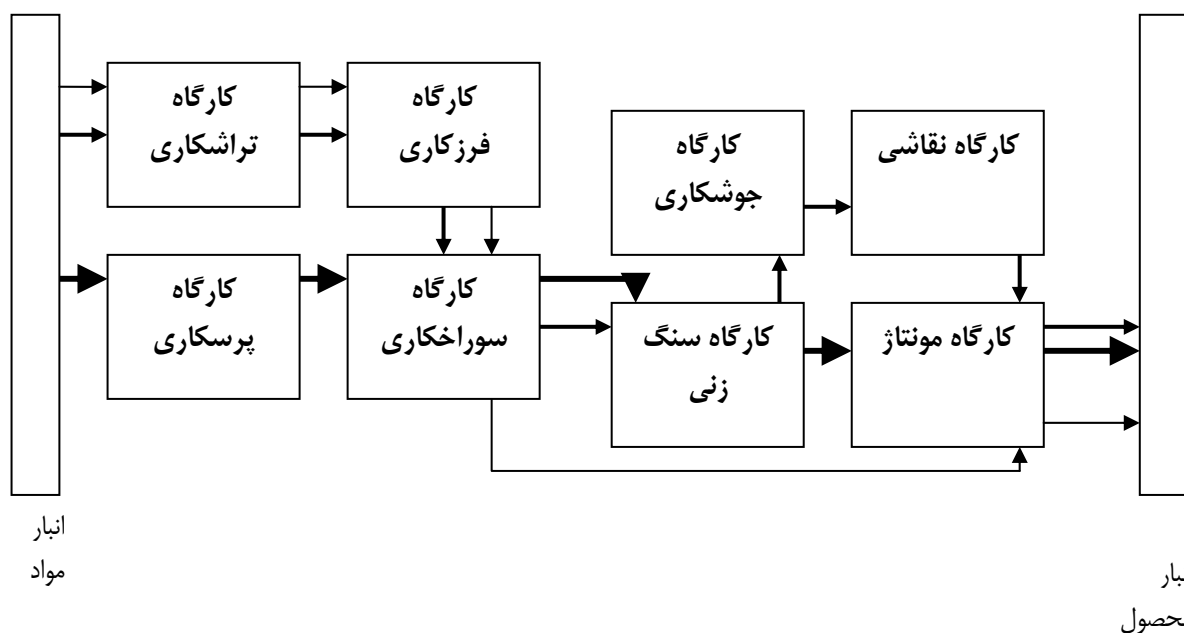 کارگاه
تراشکاری
کارگاه
فرزکاری
کارگاه
جوشکاری
کارگاه نقاشی
کارگاه
پرسکاری
کارگاه
سوراخکاری
کارگاه سنگ
زنی
کارگاه مونتاژ
انبار
مواد